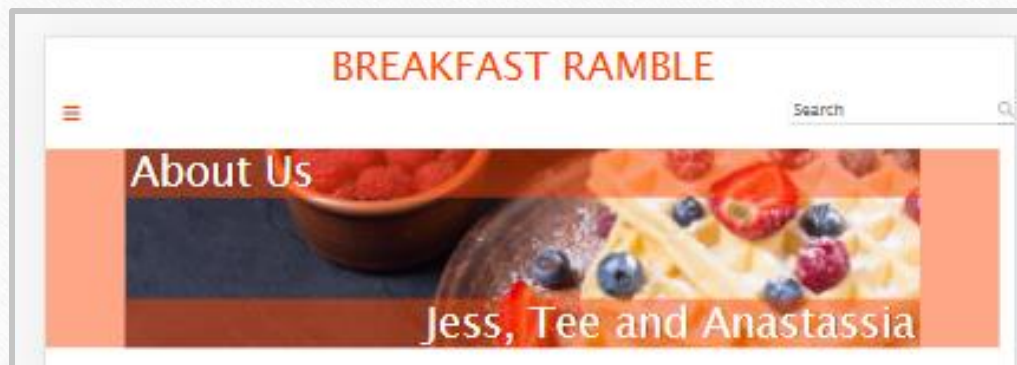 BREAKFAST RAMBLE
Search
About Us
Jess, Tee and Anastassia